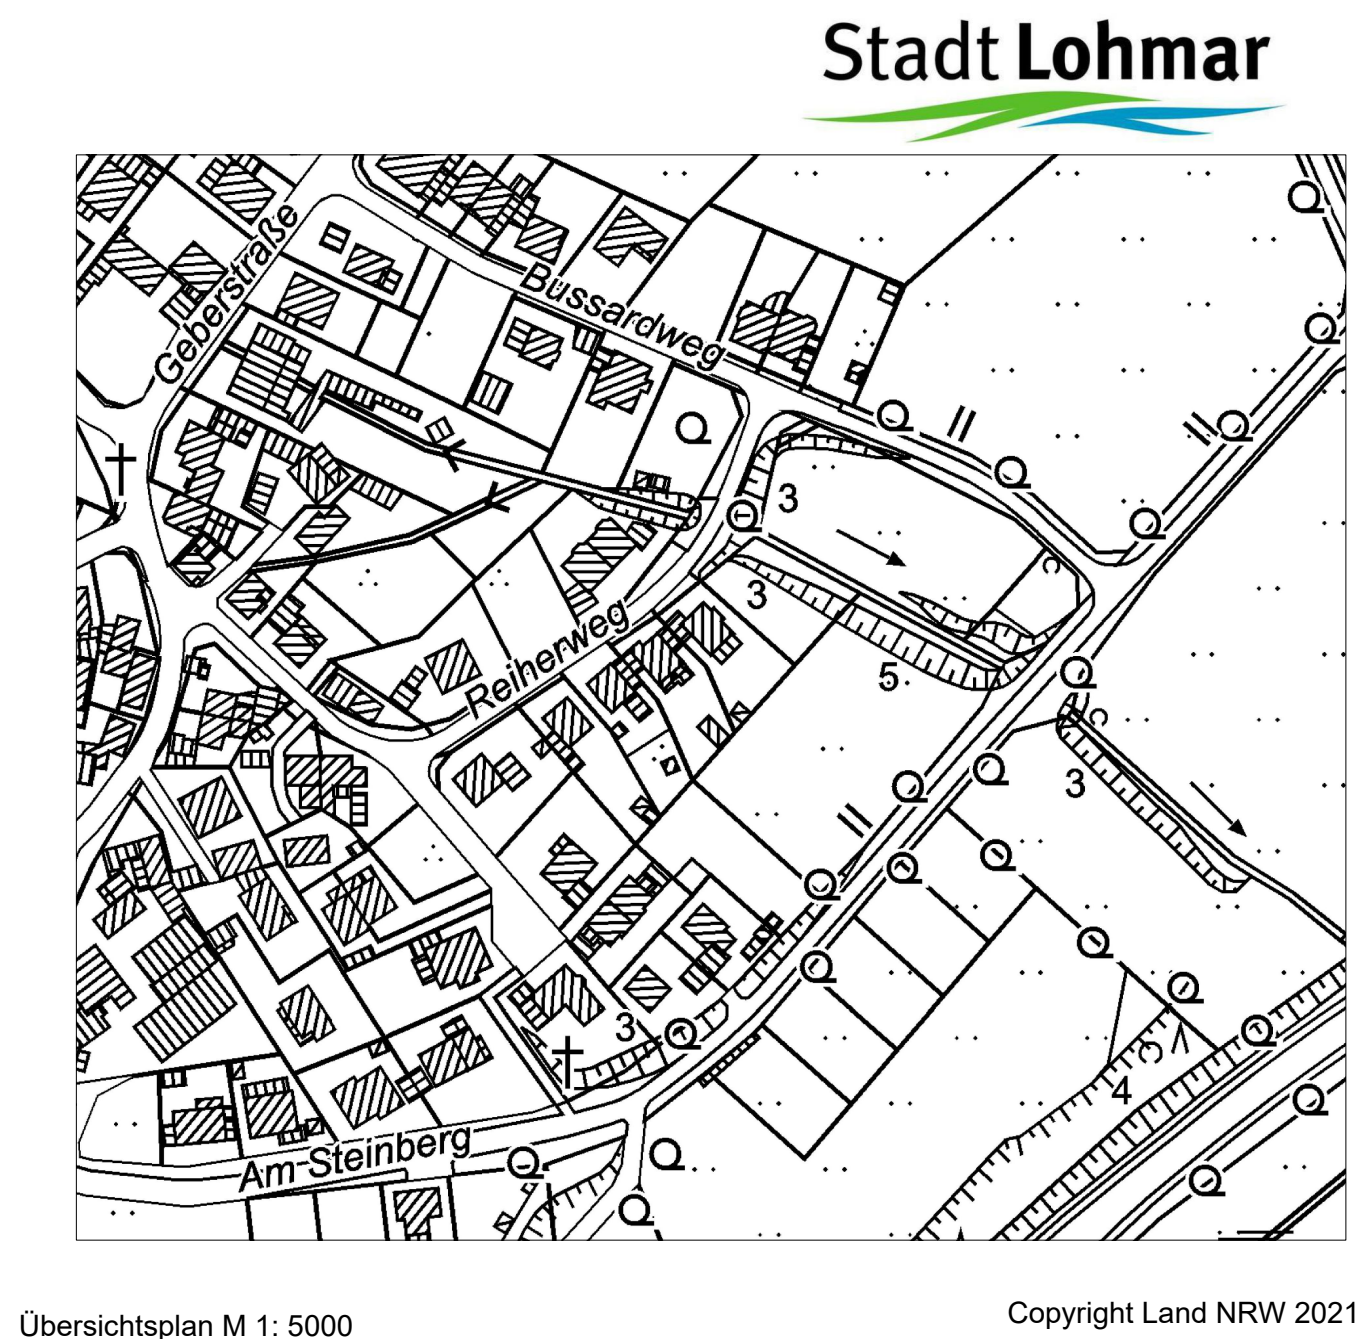 Stadt Lohmar
Geberstraße
Bussardweg
3
3
Reiherweg
5
3
3
4
Am Steinberg
Übersichtsplan M 1: 5000
Copyright Land NRW 2021